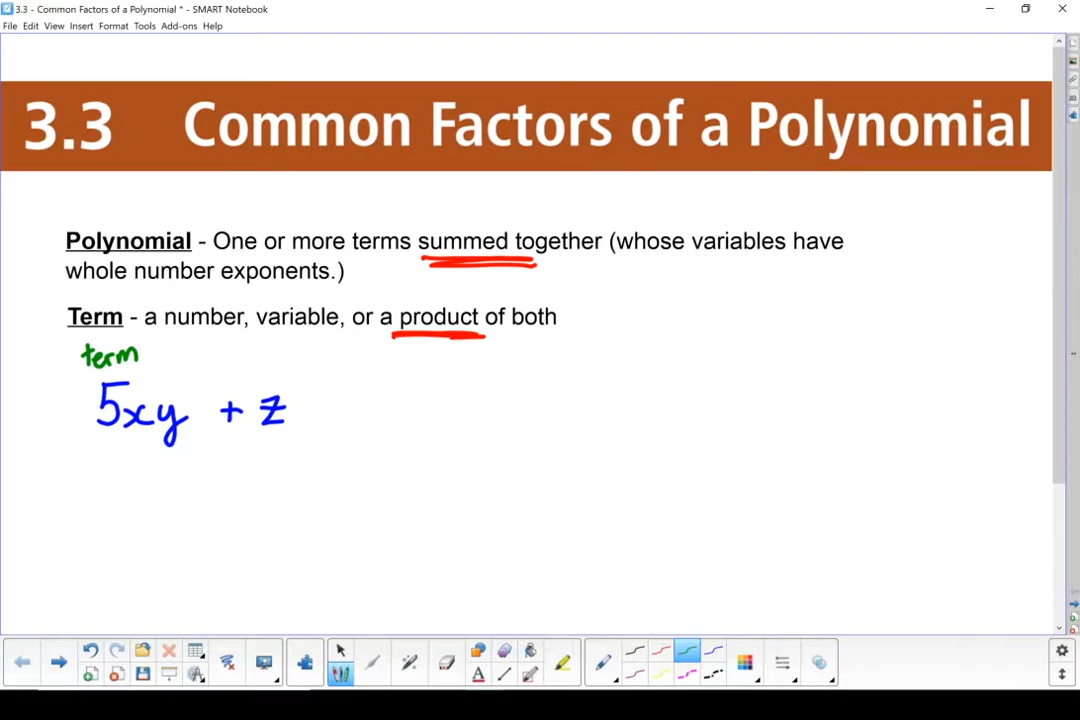 3.3 - Common Factors of a Polynomial * - SMART Notebook
File Edit View Insert Format Tools Add-ons Help
3.3 Common Factors of a Polynomial
Polynomial - One or more terms summed together (whose variables have
whole number exponents.)
Term - a number, variable, or a product of both
term
5xy + z